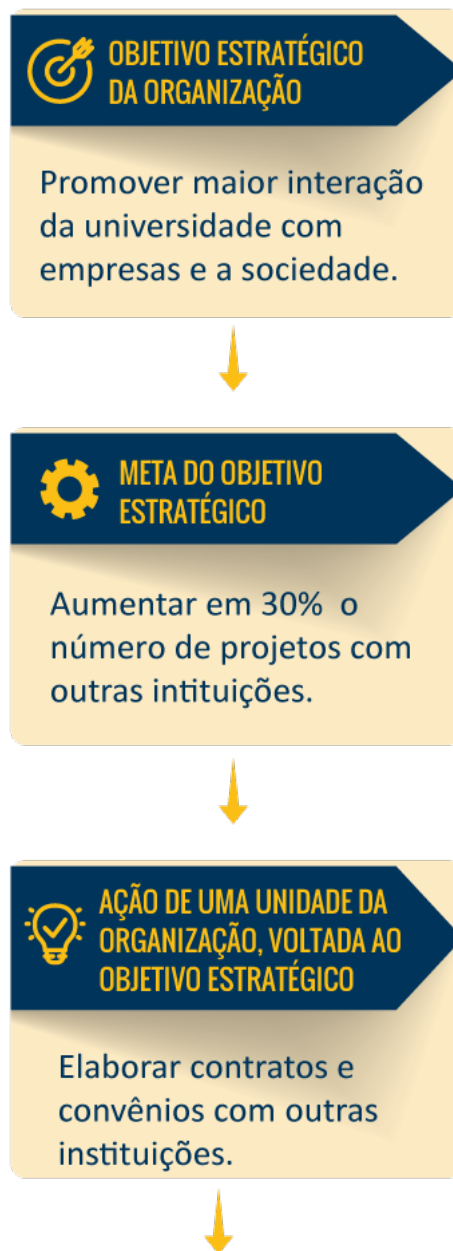 OBJETIVO ESTRATÉGICO
DA ORGANIZAÇÃO
Promover maior interação
da universidade com
empresas e a sociedade.
META DO OBJETIVO
ESTRATÉGICO
Aumentar em 30% o
número de projetos com
outras intituições.
AÇÃO DE UMA UNIDADE DA
ORGANIZAÇÃO, VOLTADA AO
OBJETIVO ESTRATÉGICO
Elaborar contratos e
convênios com outras
instituições.